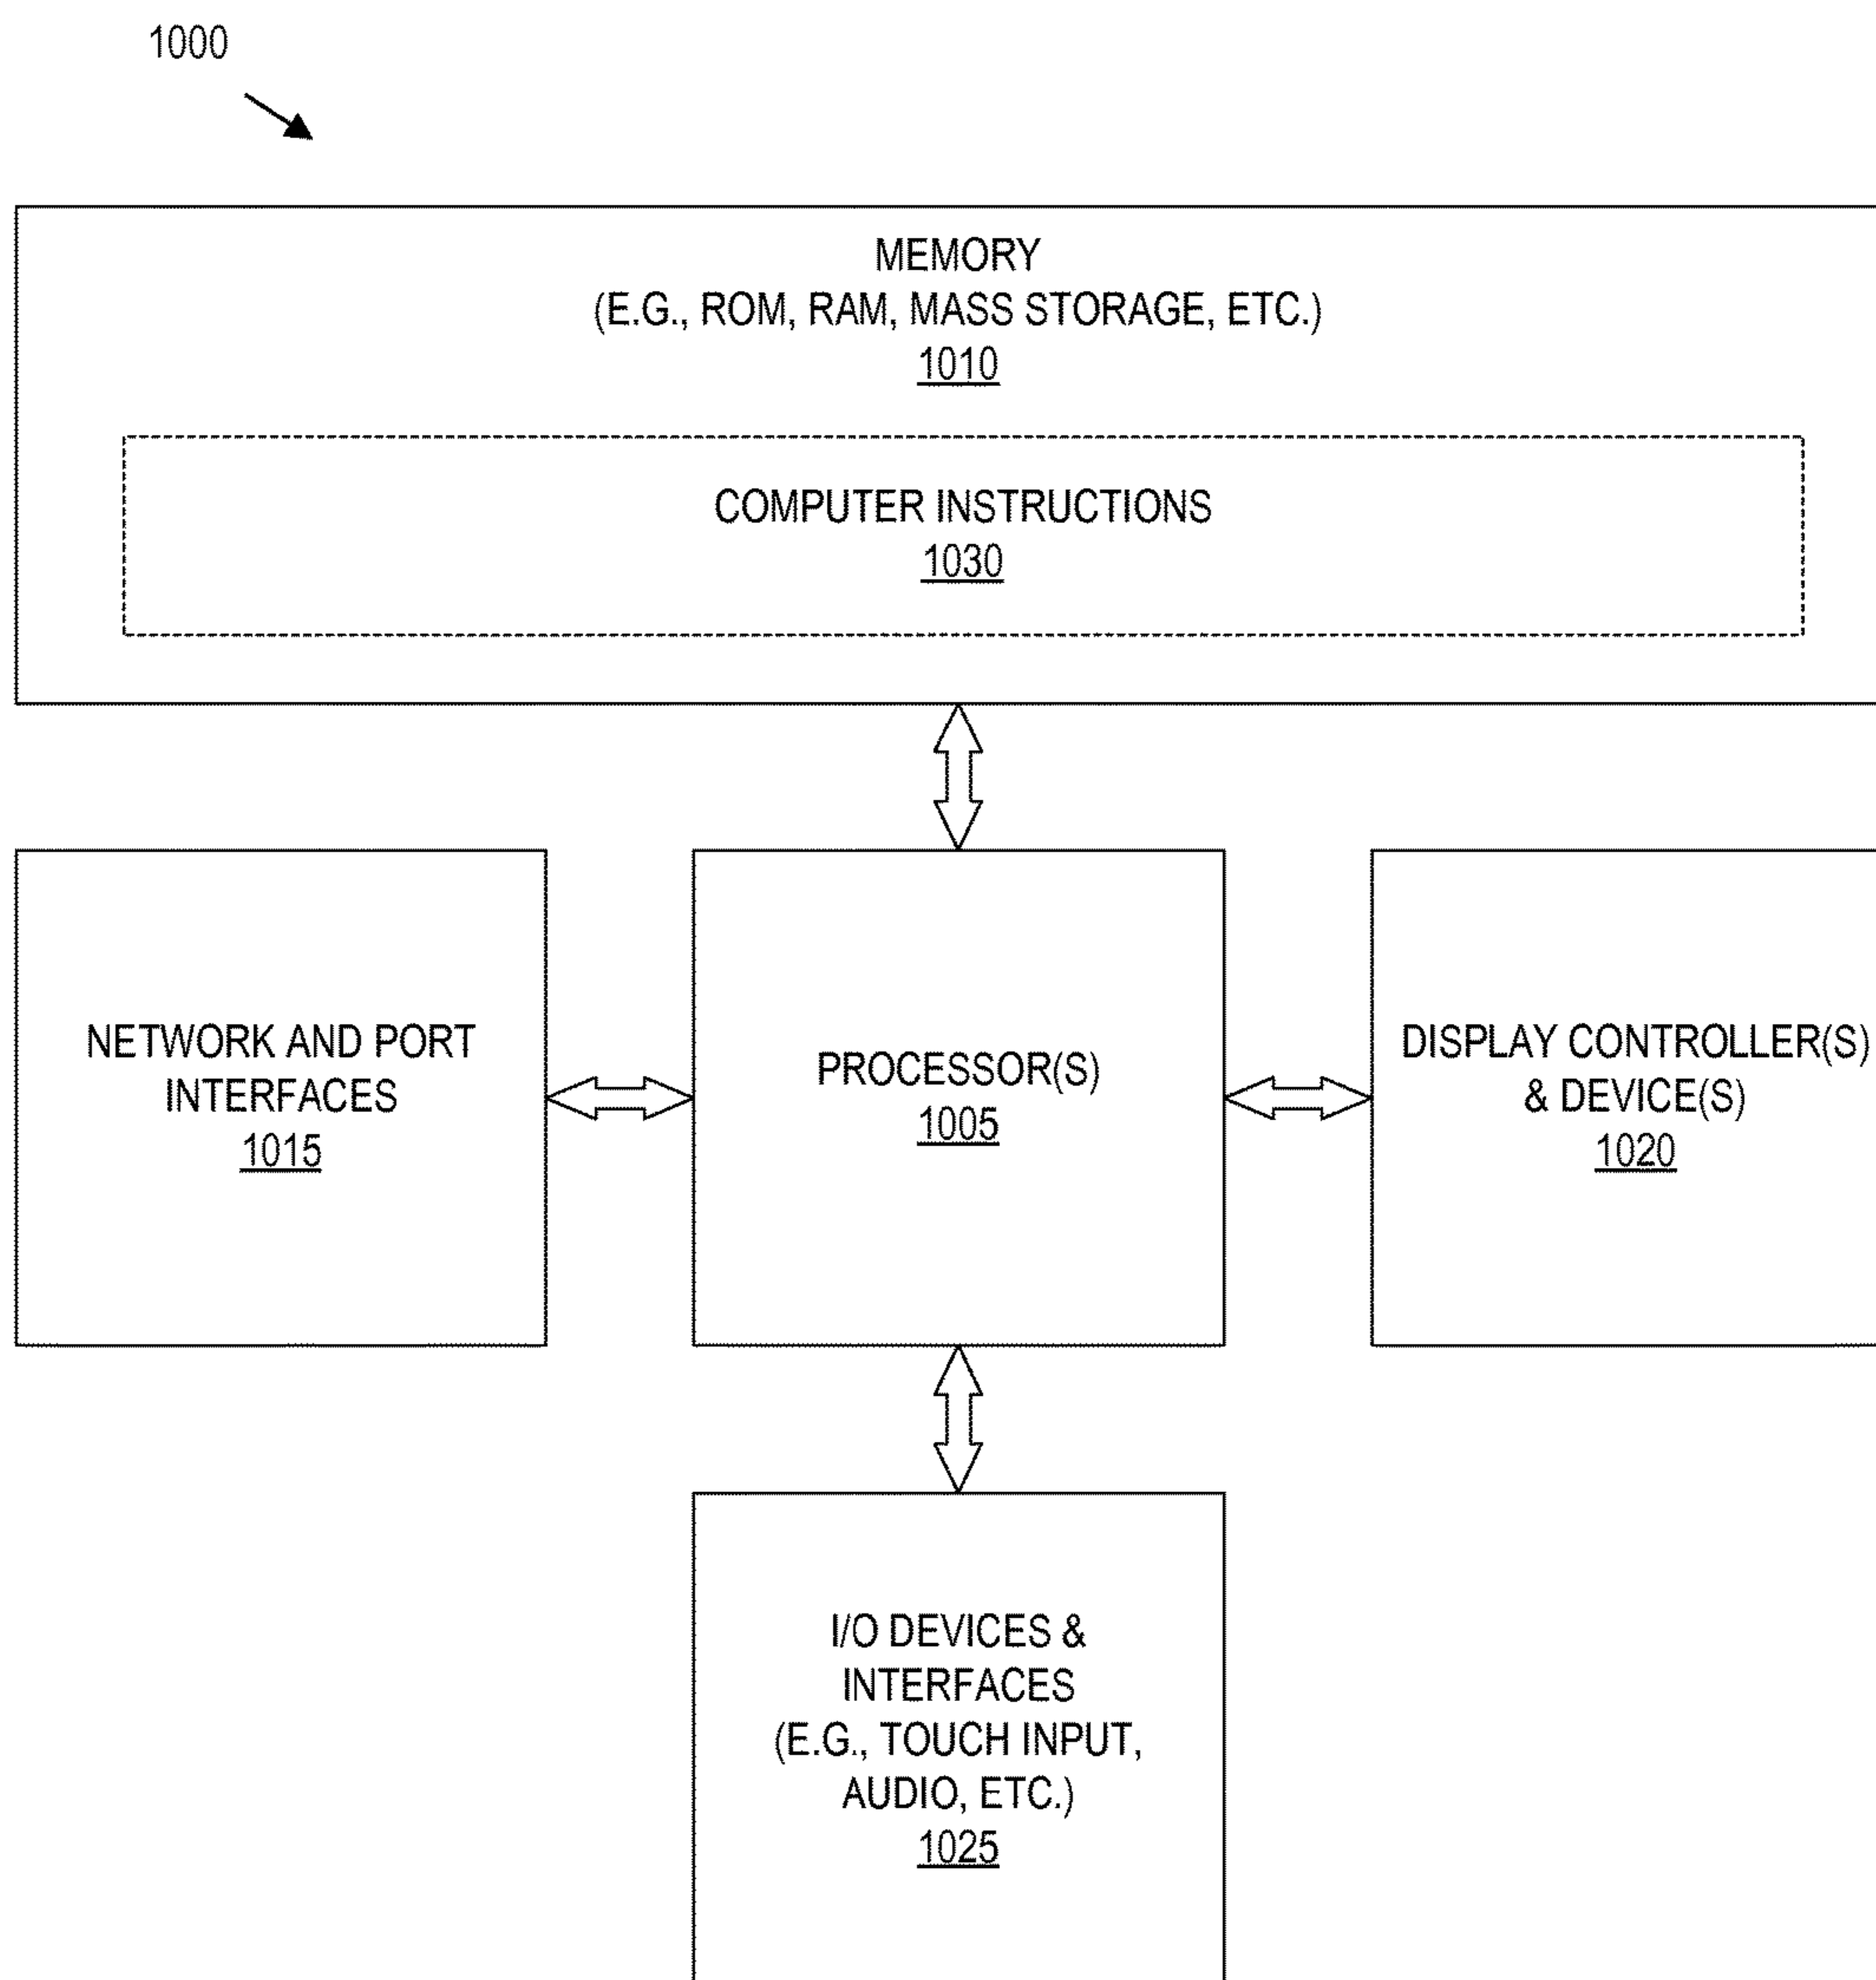 1000
MEMORY
(E.G., ROM, RAM, MASS STORAGE, ETC.)
1010
COMPUTER INSTRUCTIONS
1030
NETWORK AND PORT
INTERFACES
1015
PROCESSOR(S)
1005
DISPLAY CONTROLLER(S)
& DEVICE(S)
1020
I/O DEVICES &
INTERFACES
(E.G., TOUCH INPUT,
AUDIO, ETC.)
1025